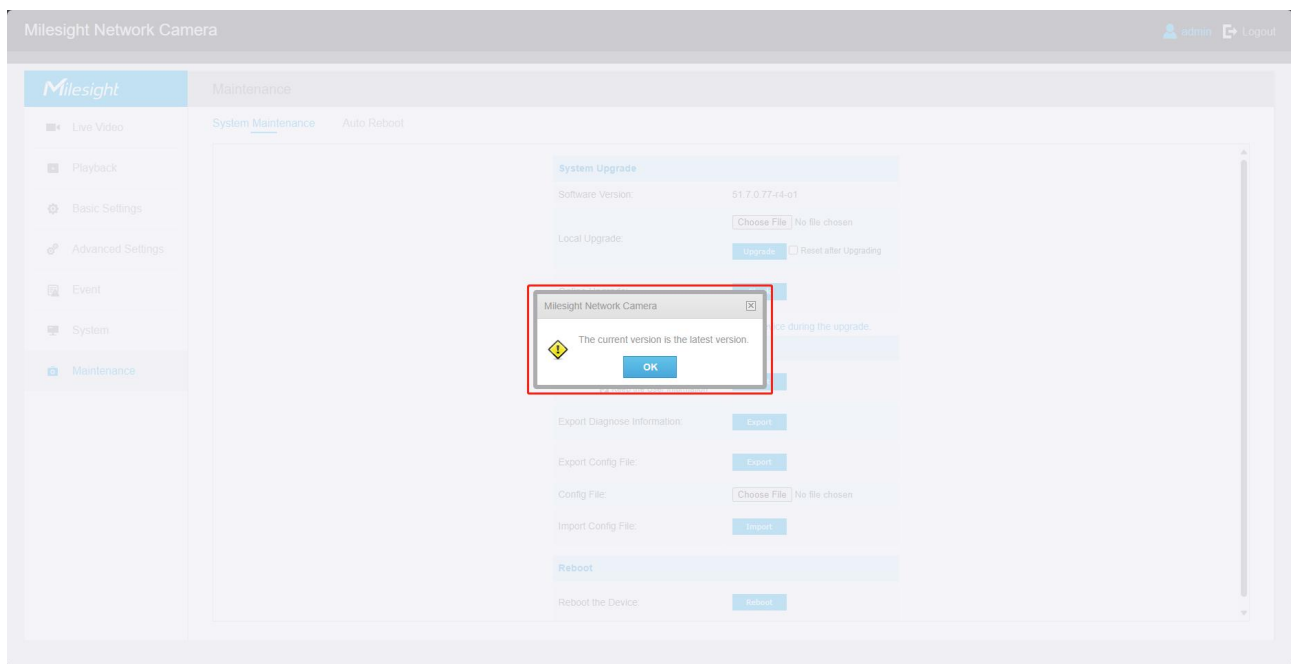 Milesight Network Camera
admin
Logout
Milesight
Maintenance
Live Video
System Maintenance Auto Reboot
Playback
System Upgrade
Software Version: 51.7.0.77-r4-o1
Basic Settings
Choose File No file chosen
Local Upgrade:
Advanced Settings
Upgrade Reset after Upgrading
Event
Milesight Network Camera
System
during the upgrade.
The current version is the latest version.
OK
Maintenance
Export Diagnose Information: Export
Export Config File: Export
Config File: Choose File No file chosen
Import Config File: Import
Reboot
Reboot the Device: Reboot